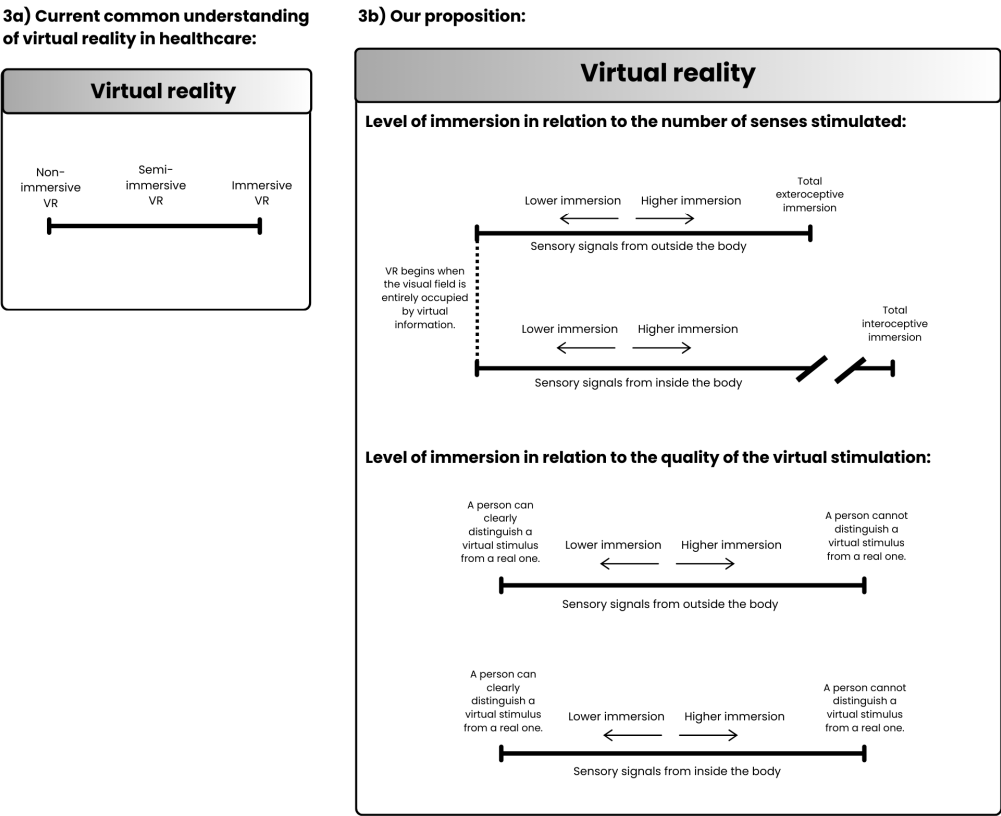 3a) Current common understanding
of virtual reality in healthcare:
Virtual reality
Non-
immersive
VR
Semi-
immersive
VR
Immersive
VR
3b) Our proposition:
Virtual reality
Level of immersion in relation to the number of senses stimulated:
Total
exteroceptive
immersion
Lower immersion
Higher immersion
Sensory signals from outside the body
VR begins when
the visual field is
entirely occupied
by virtual
information.
Total
interoceptive
immersion
Lower immersion
Higher immersion
Sensory signals from inside the body
Level of immersion in relation to the quality of the virtual stimulation:
A person can
clearly
distinguish a
virtual stimulus
from a real one.
Lower immersion
Higher immersion
A person cannot
distinguish a
virtual stimulus
from a real one.
Sensory signals from outside the body
A person can
clearly
distinguish a
virtual stimulus
from a real one.
Lower immersion
Higher immersion
A person cannot
distinguish a
virtual stimulus
from a real one.
Sensory signals from inside the body